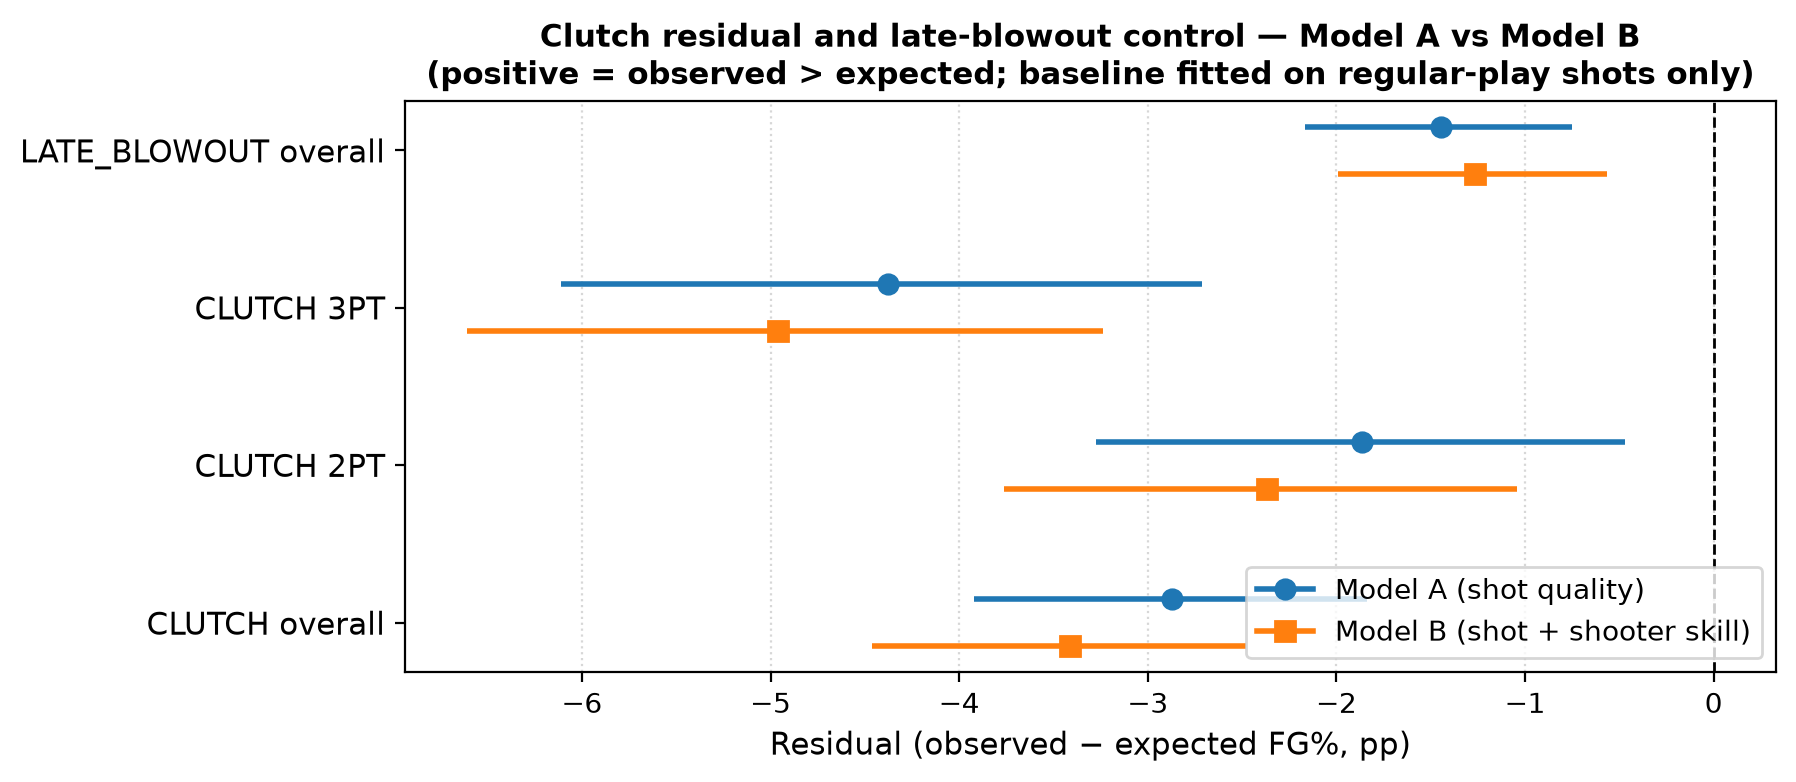 Clutch residual and late-blowout control — Model A vs Model B
(positive = observed > expected; baseline fitted on regular-play shots only)
LATE_BLOWOUT overall
CLUTCH 3PT
CLUTCH 2PT
CLUTCH overall
Model A (shot quality)
Model B (shot + shooter skill)
−6 −5 −4 −3 −2 −1 0
Residual (observed − expected FG%, pp)